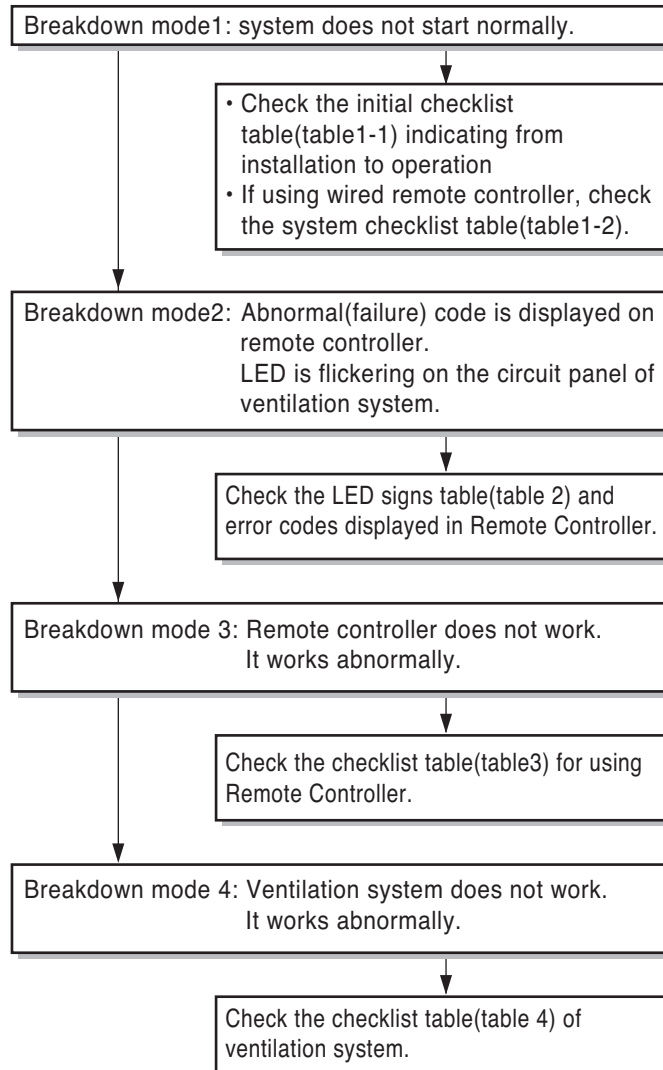 Breakdown mode1: system does not start normally.
・Check the initial checklist
table(table1-1) indicating from
installation to operation
・If using wired remote controller, check
the system checklist table(table1-2).
Breakdown mode2: Abnormal(failure) code is displayed on
remote controller.
LED is flickering on the circuit panel of
ventilation system.
Check the LED signs table(table 2) and
error codes displayed in Remote Controller.
Breakdown mode 3: Remote controller does not work.
It works abnormally.
Check the checklist table(table3) for using
Remote Controller.
Breakdown mode 4: Ventilation system does not work.
It works abnormally.
Check the checklist table(table 4) of
ventilation system.